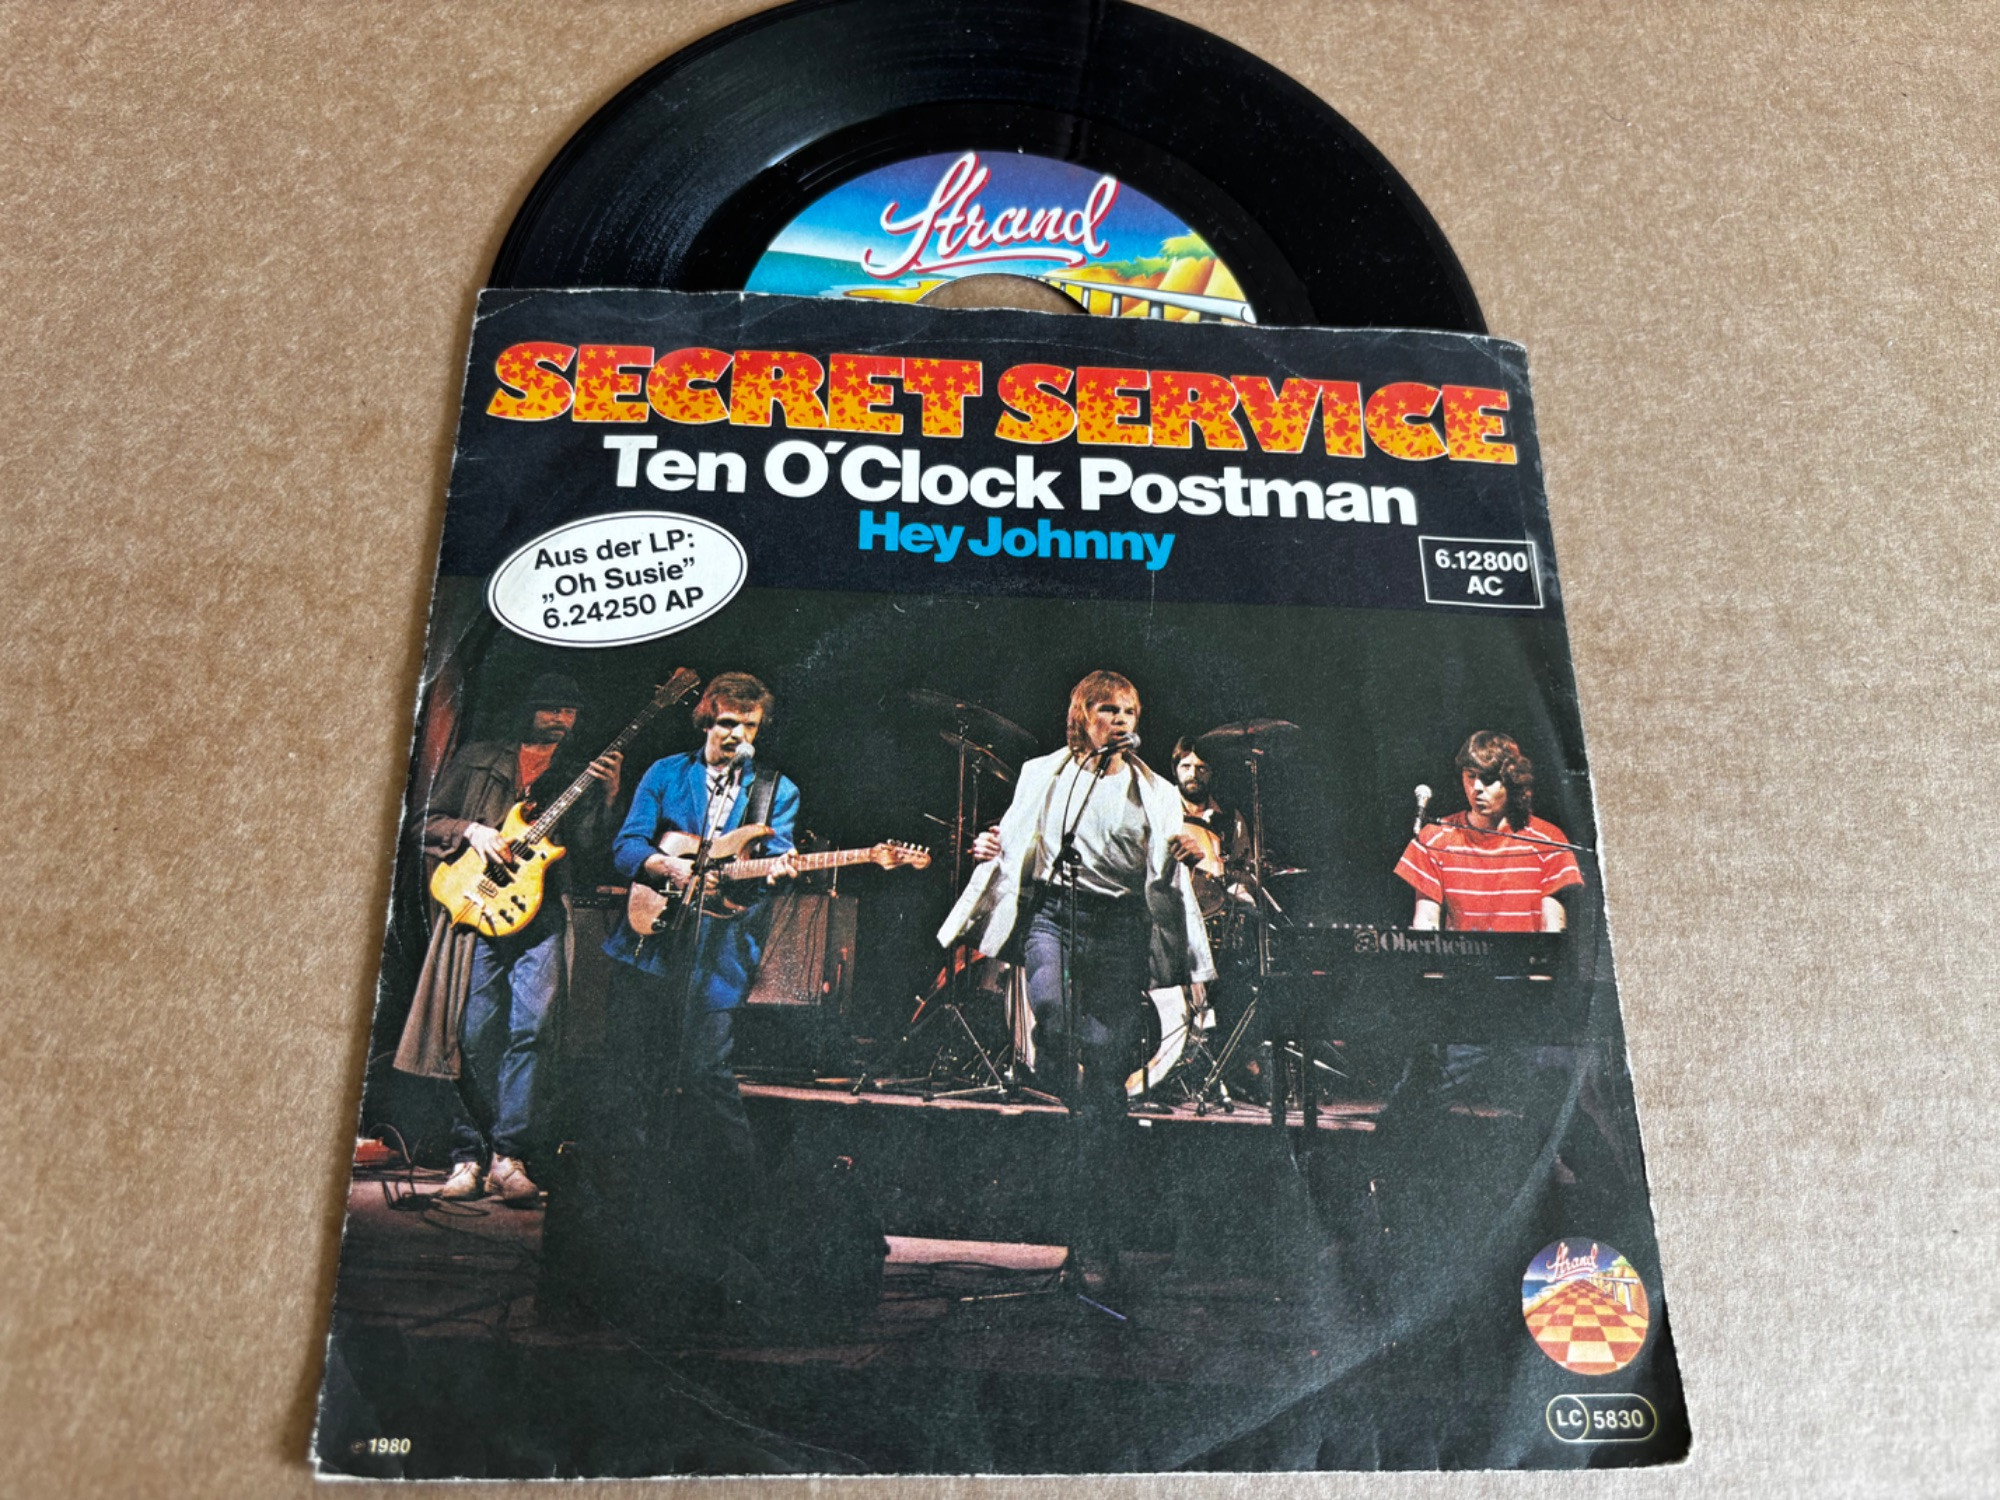 Strand
SECRET SERVICE
Ten O´Clock Postman
Hey Johnny
Aus der LP:
„Oh Susie”
6.24250 AP
6.12800
AC
Oberheim
Strand
LC 5830
℗ 1980